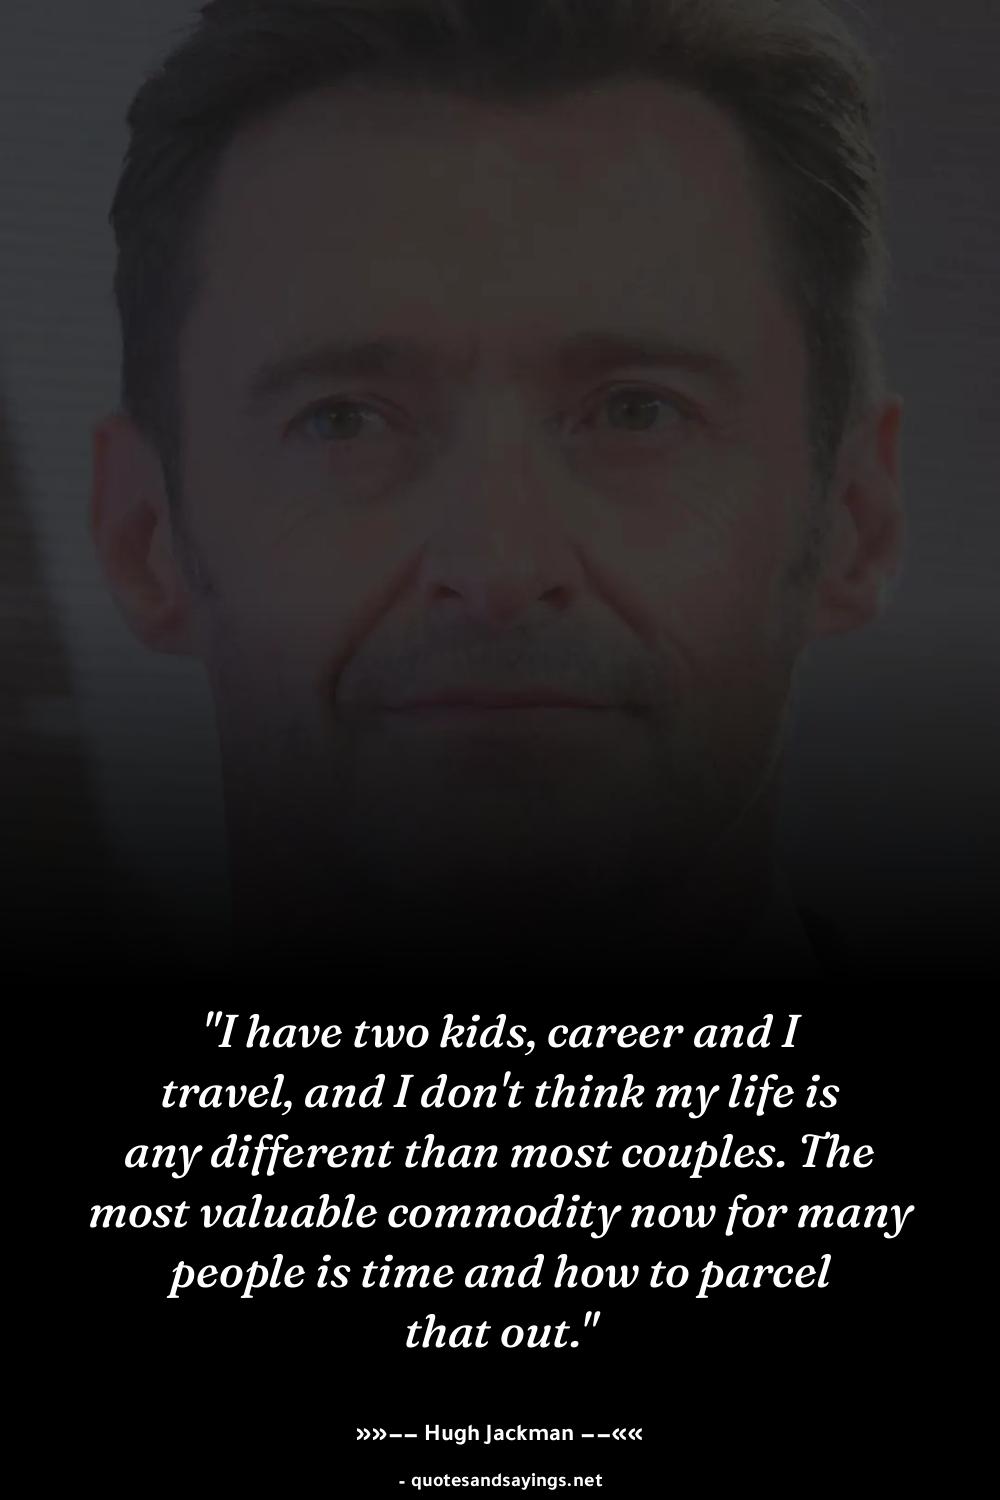 "I have two kids, career and I
travel, and I don't think my life is
any different than most couples. The
most valuable commodity now for many
people is time and how to parcel
that out."
»»−− Hugh Jackman −−««
- quotesandsayings.net